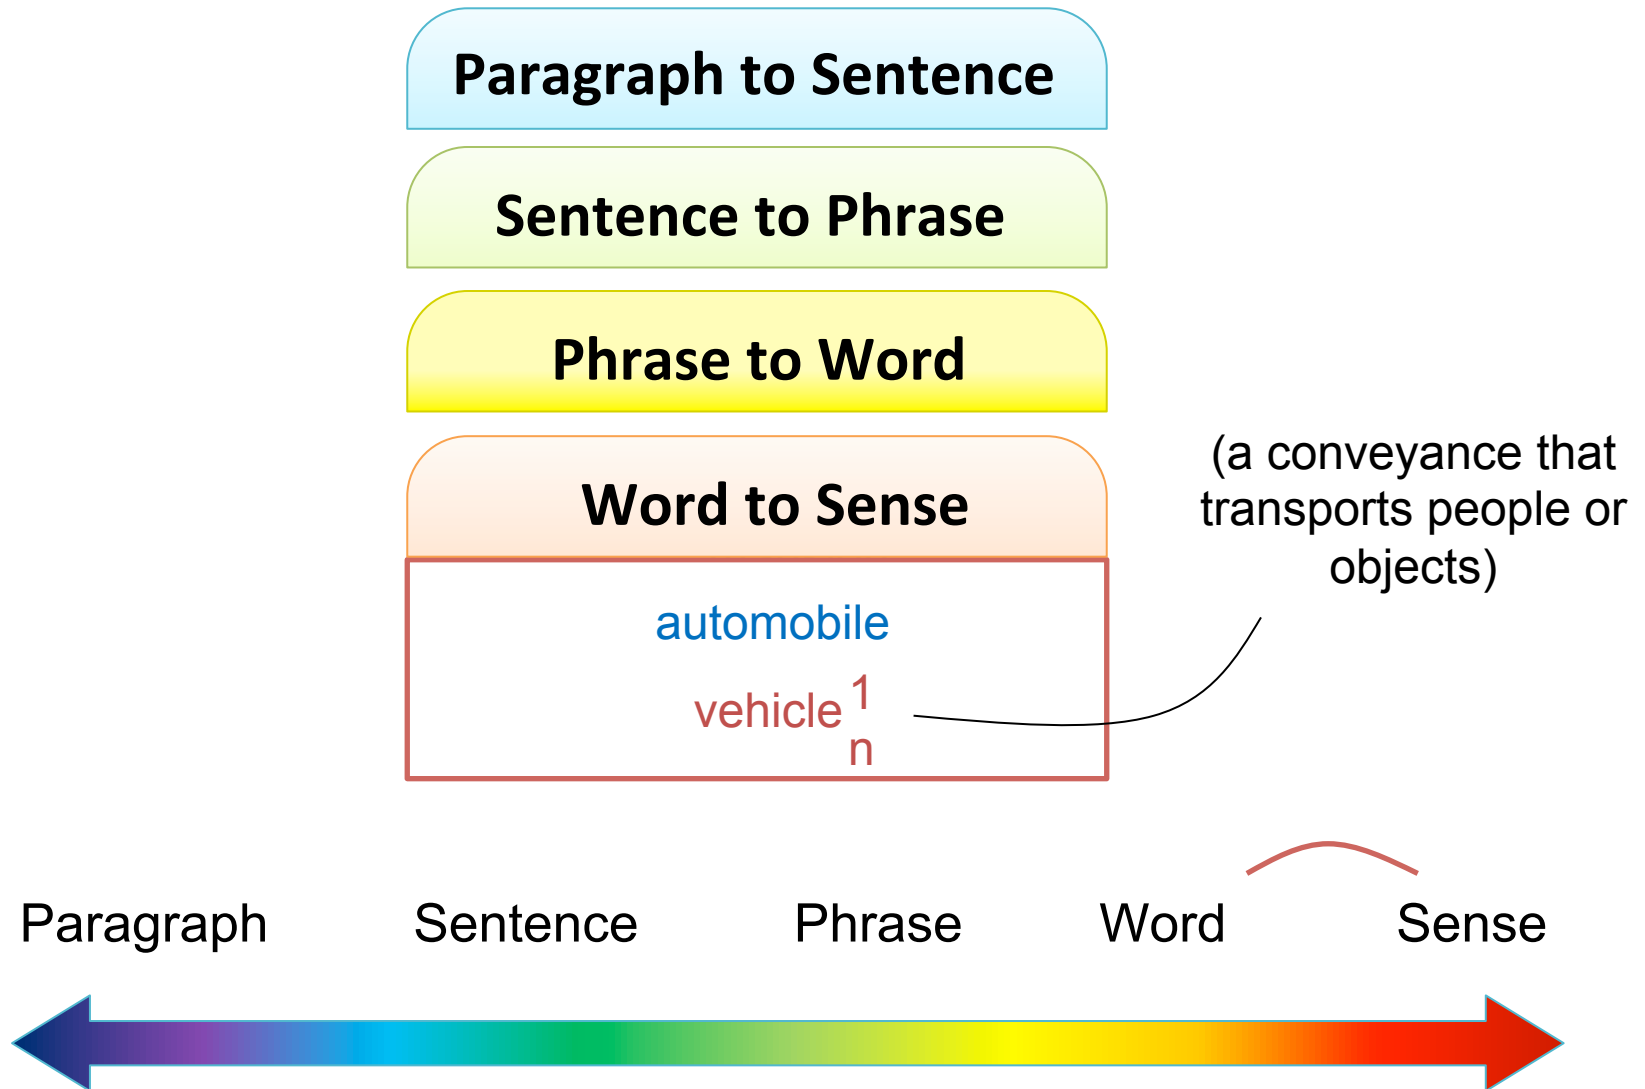 Paragraph to Sentence
Sentence to Phrase
Phrase to Word
Word to Sense
(a conveyance that
transports people or
objects)
automobile
vehicle 1
n
Paragraph Sentence Phrase Word Sense